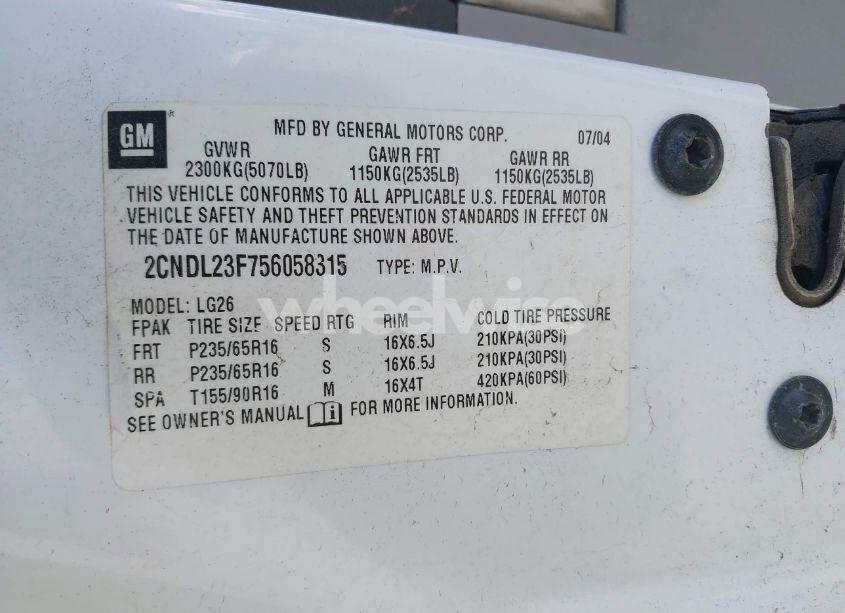 GM
MFD BY GENERAL MOTORS CORP. 07/04
GVWR GAWR FRT GAWR RR
2300KG(5070LB) 1150KG(2535LB) 1150KG(2535LB)
THIS VEHICLE CONFORMS TO ALL APPLICABLE U.S. FEDERAL MOTOR
VEHICLE SAFETY AND THEFT PREVENTION STANDARDS IN EFFECT ON
THE DATE OF MANUFACTURE SHOWN ABOVE.
2CNDL23F756058315 TYPE: M.P.V.
wheelwise
MODEL: LG26
FPAK TIRE SIZE SPEED RTG RIM COLD TIRE PRESSURE
FRT P235/65R16 S 16X6.5J 210KPA(30PSI)
RR P235/65R16 S 16X6.5J 210KPA(30PSI)
SPA T155/90R16 M 16X4T 420KPA(60PSI)
SEE OWNER'S MANUAL i FOR MORE INFORMATION.